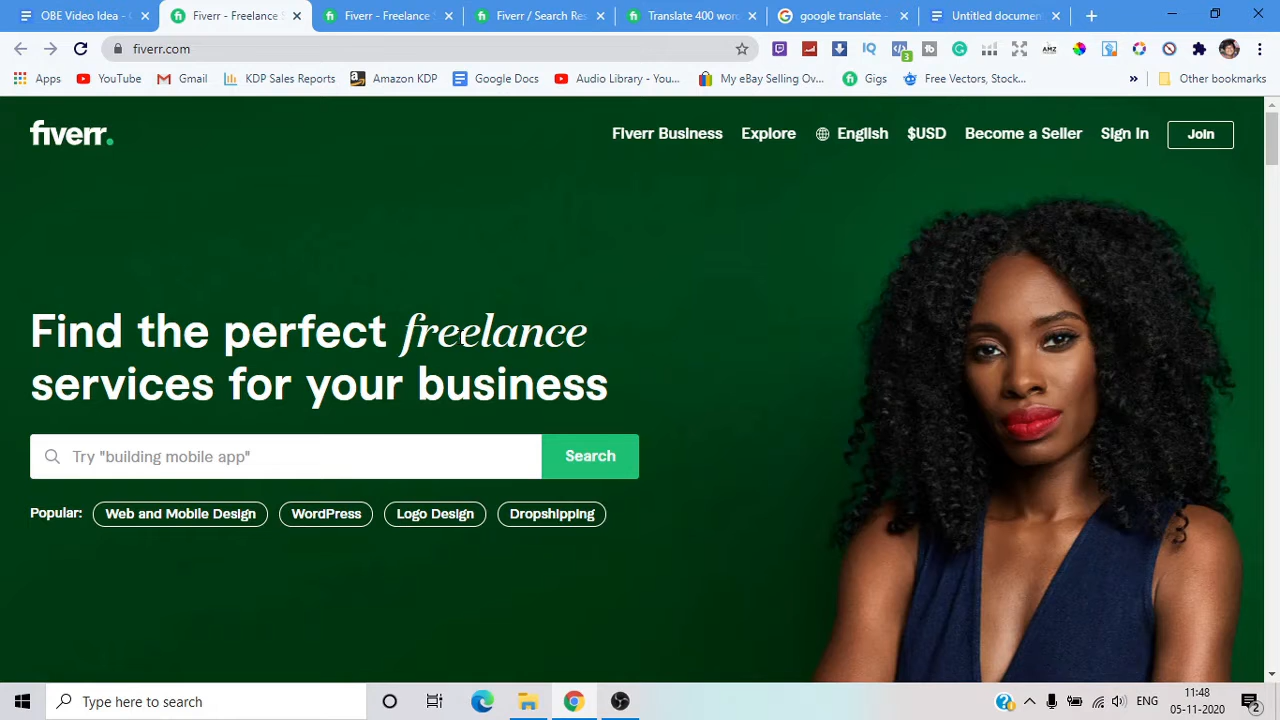 OBE Video Idea - G
Fiverr - Freelance S
Fiverr - Freelance S
Fiverr / Search Res
Translate 400 wor
google translate -
Untitled documen
fiverr.com
3
Apps
YouTube
Gmail
KDP Sales Reports
Amazon KDP
Google Docs
Audio Library - You...
My eBay Selling Ov...
Gigs
Free Vectors, Stock...
»
Other bookmarks
fiverr.
Fiverr Business
Explore
English
$USD
Become a Seller
Sign In
Join
Find the perfect freelance
services for your business
Try "building mobile app"
Search
Popular:
Web and Mobile Design
WordPress
Logo Design
Dropshipping
Type here to search
ENG
11:48
05-11-2020
2